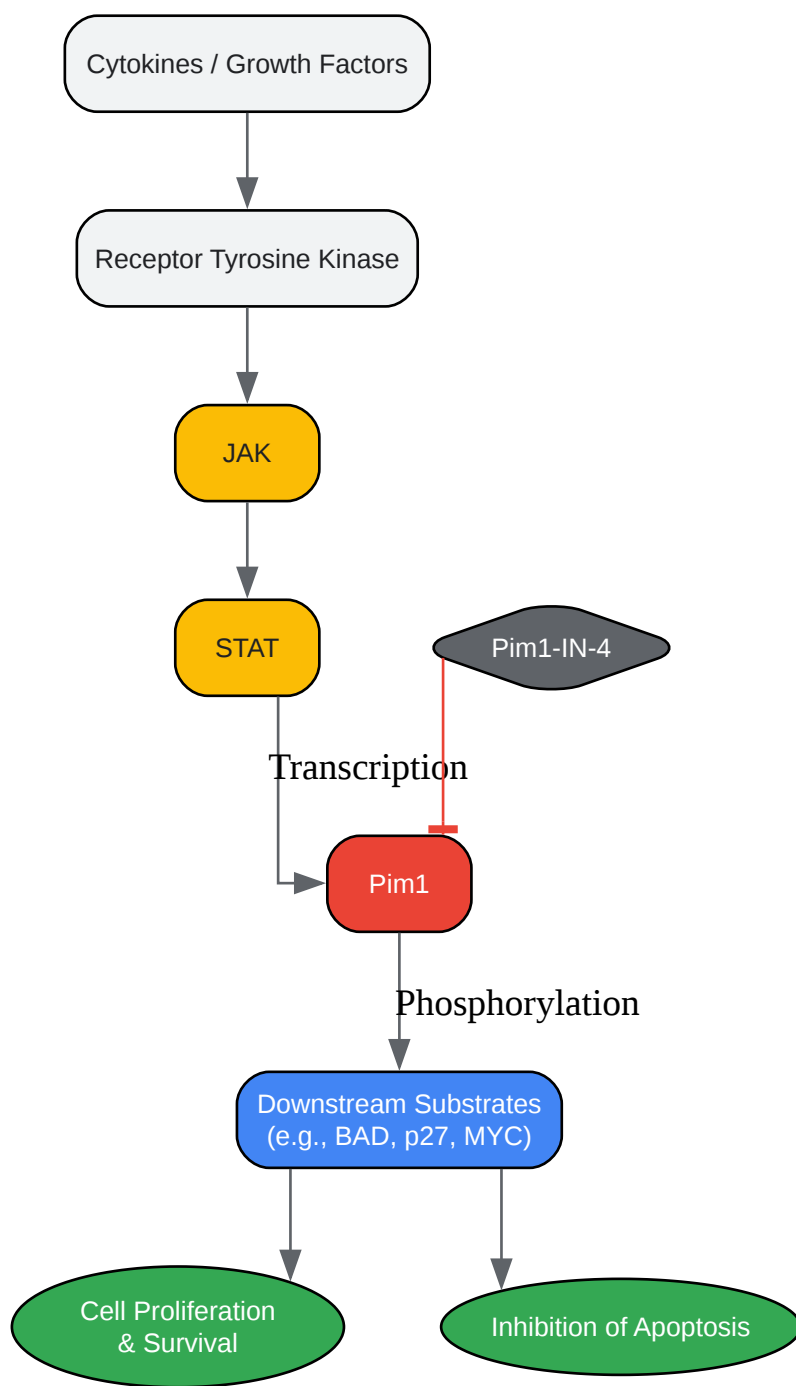 Cytokines / Growth Factors
Receptor Tyrosine Kinase
JAK
STAT
Pim1-IN-4
Transcription
Pim1
Phosphorylation
Downstream Substrates
(e.g., BAD, p27, MYC)
Cell Proliferation
& Survival
Inhibition of Apoptosis